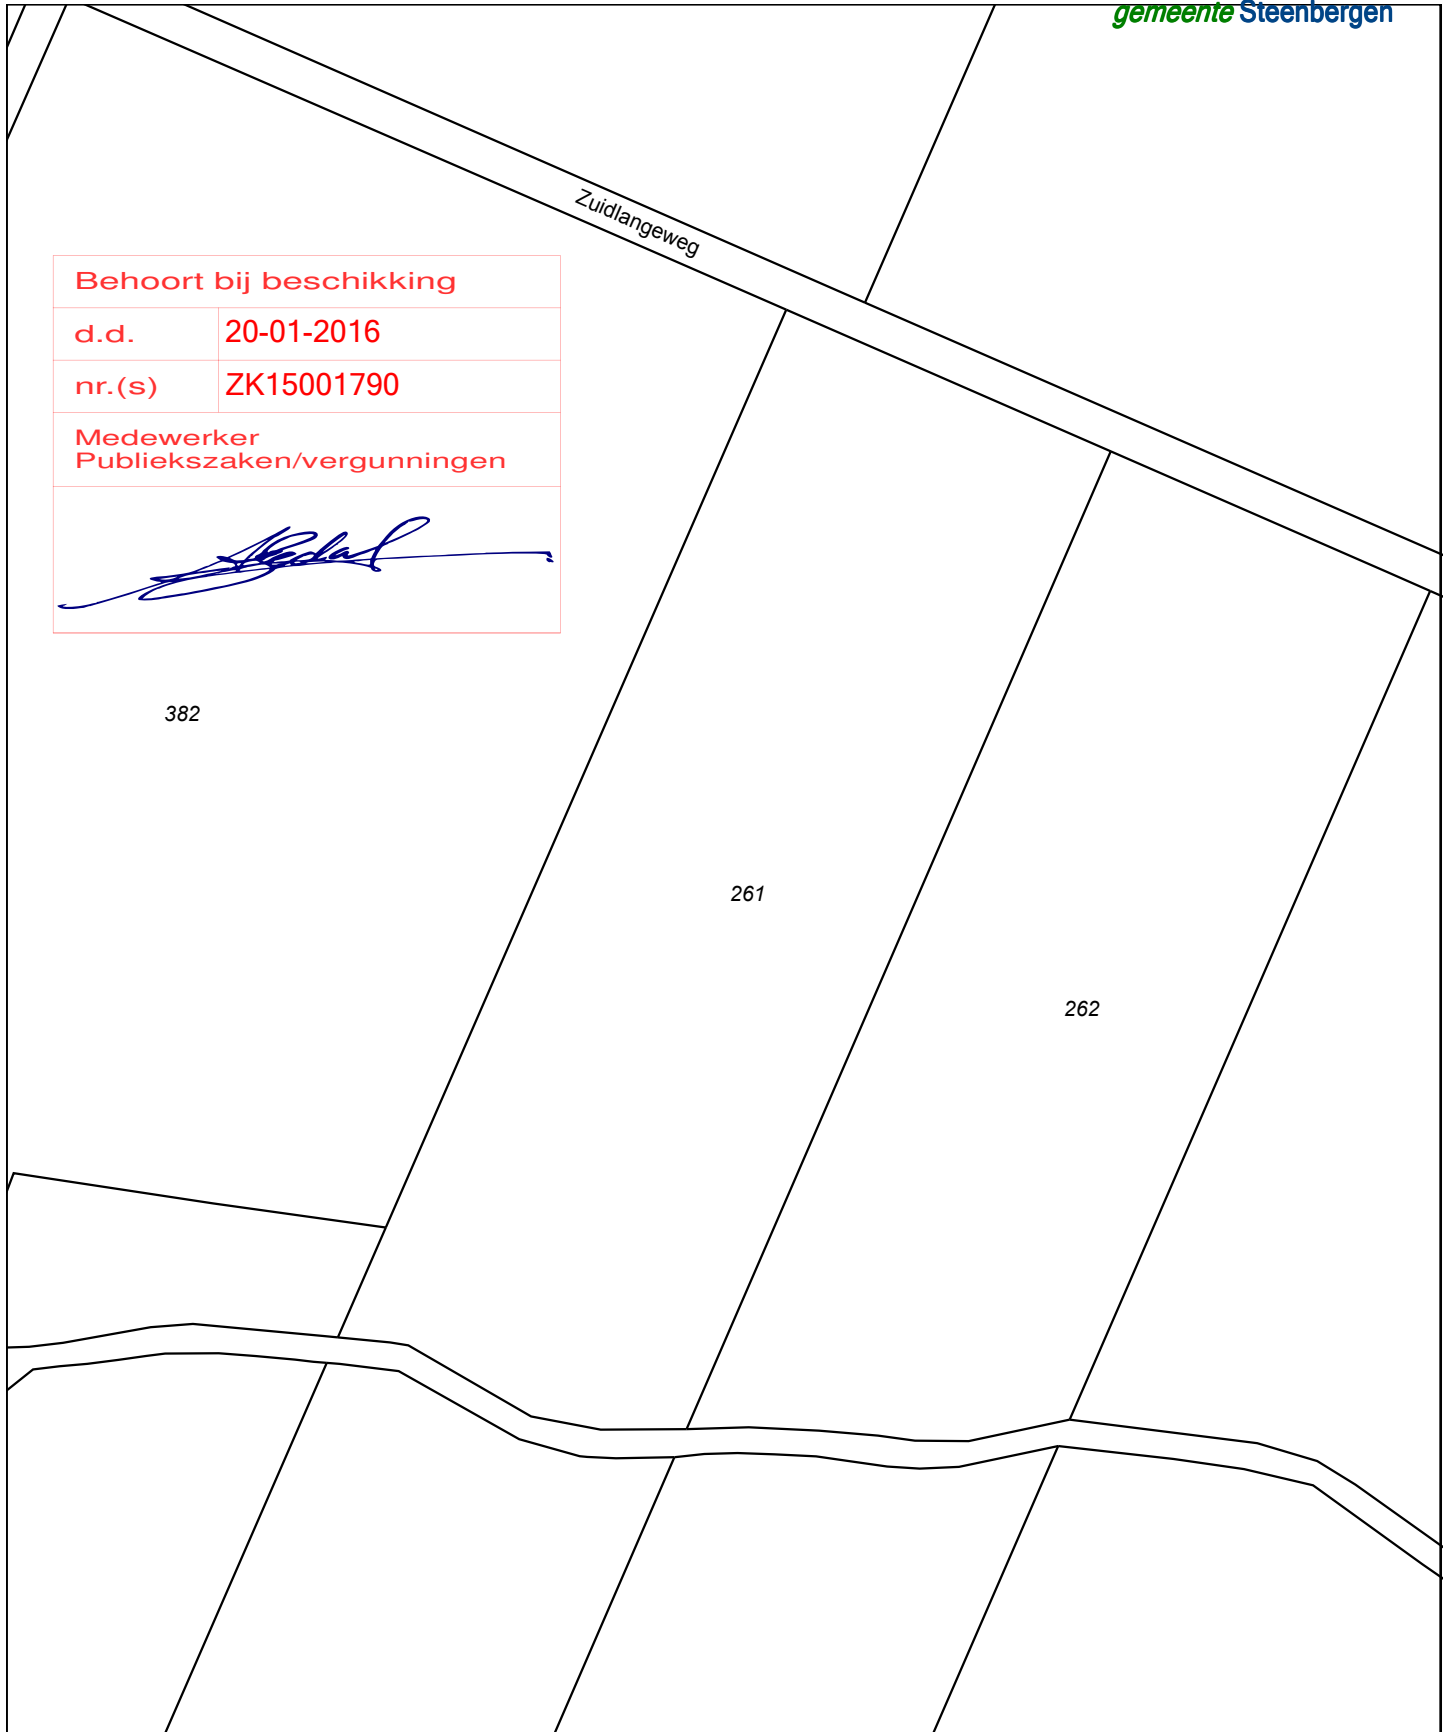 gemeente Steenbergen
Zuidlangeweg
Behoort bij beschikking
d.d. 20-01-2016
nr.(s) ZK15001790
Medewerker
Publiekszaken/vergunningen
382
261
262